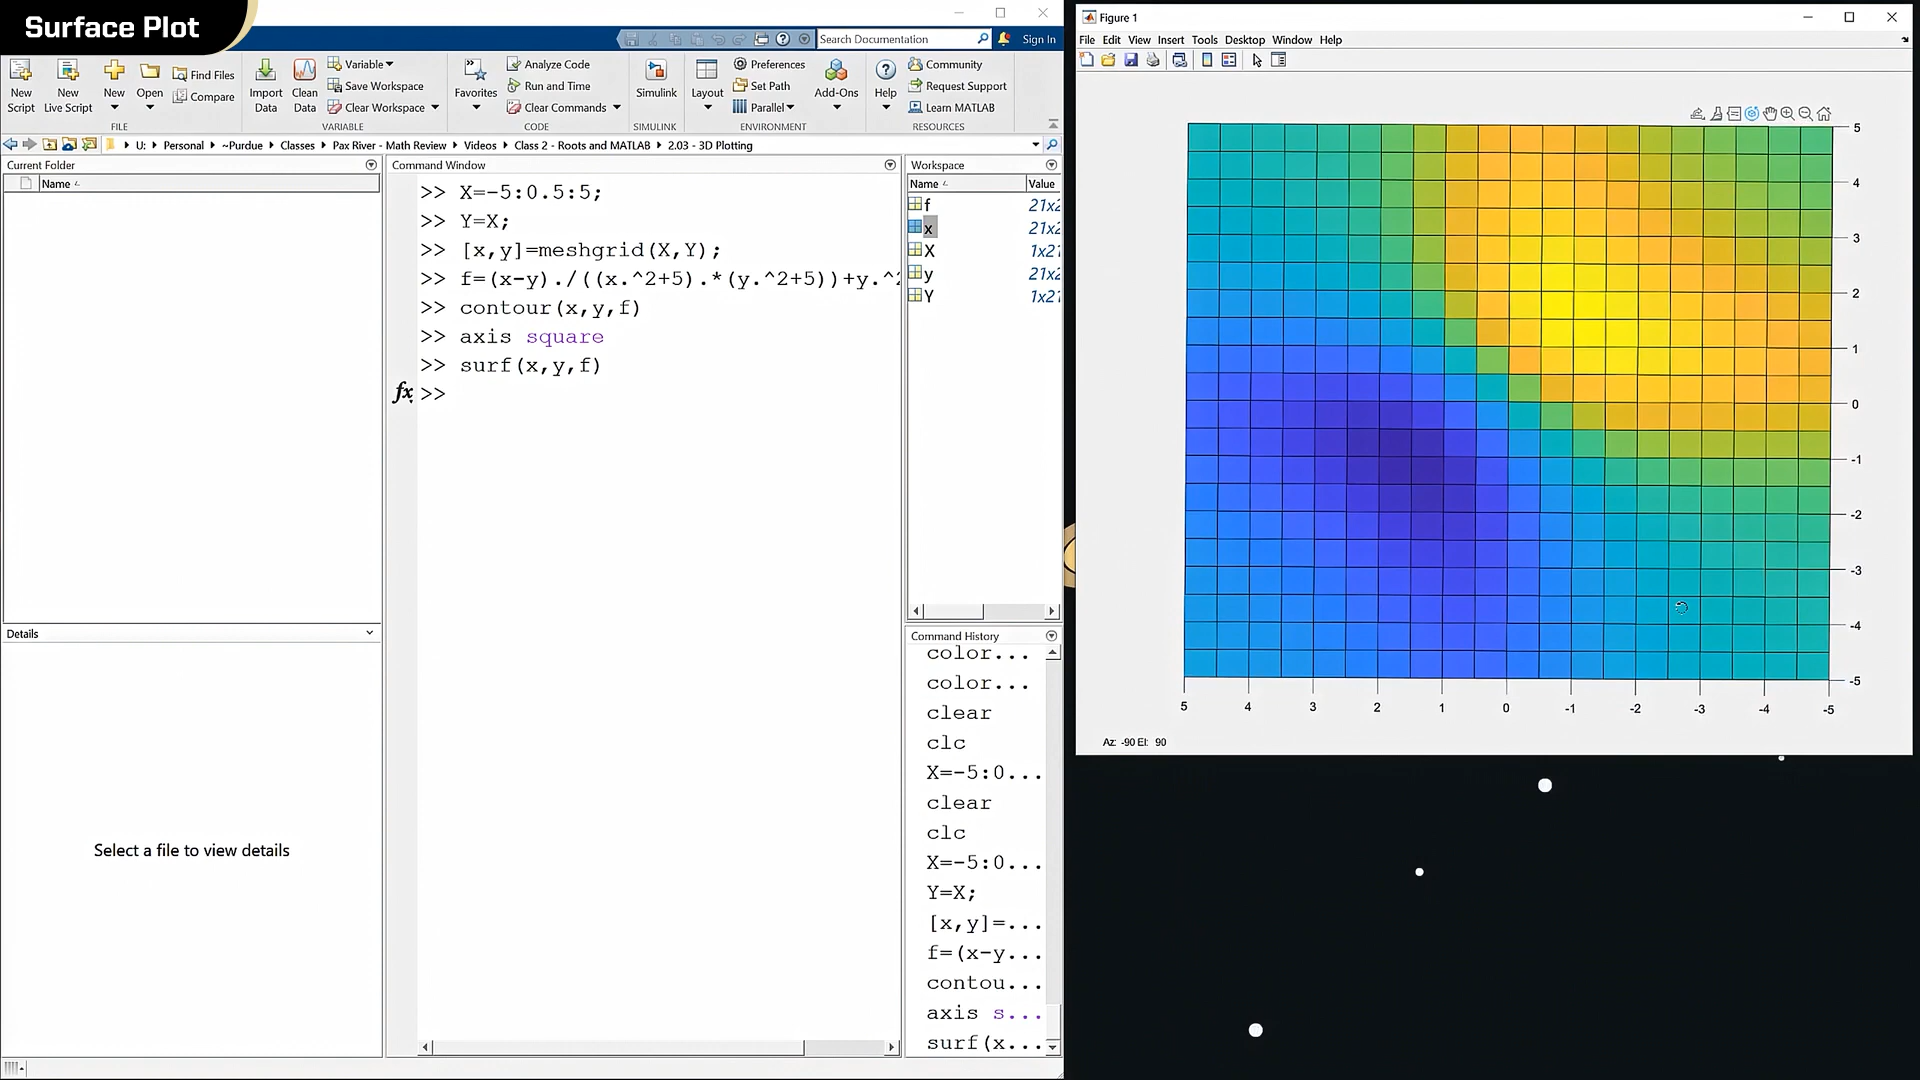 Surface Plot
Search Documentation
Sign In
New Script
New Live Script
New
Open
Find Files
Compare
FILE
Import Data
Clean Data
Variable
Save Workspace
Clear Workspace
VARIABLE
Favorites
Analyze Code
Run and Time
Clear Commands
CODE
Simulink
SIMULINK
Layout
Preferences
Set Path
Parallel
ENVIRONMENT
Add-Ons
Help
Community
Request Support
Learn MATLAB
RESOURCES
U: Personal ~Purdue Classes Pax River - Math Review Videos Class 2 - Roots and MATLAB 2.03 - 3D Plotting
Current Folder
Name
Details
Select a file to view details
Command Window
>> X=-5:0.5:5;
>> Y=X;
>> [x,y]=meshgrid(X,Y);
>> f=(x-y)./((x.^2+5).*(y.^2+5))+y.^2
>> contour(x,y,f)
>> axis square
>> surf(x,y,f)
fx >>
Workspace
Name Value
f 21x2
x 21x2
X 1x21
y 21x2
Y 1x21
Command History
color...
color...
clear
clc
X=-5:0...
clear
clc
X=-5:0...
Y=X;
[x,y]=...
f=(x-y...
contou...
axis s...
surf(x...
Figure 1
File Edit View Insert Tools Desktop Window Help
5
4
3
2
1
0
-1
-2
-3
-4
-5
5 4 3 2 1 0 -1 -2 -3 -4 -5
Az: -90 El: 90